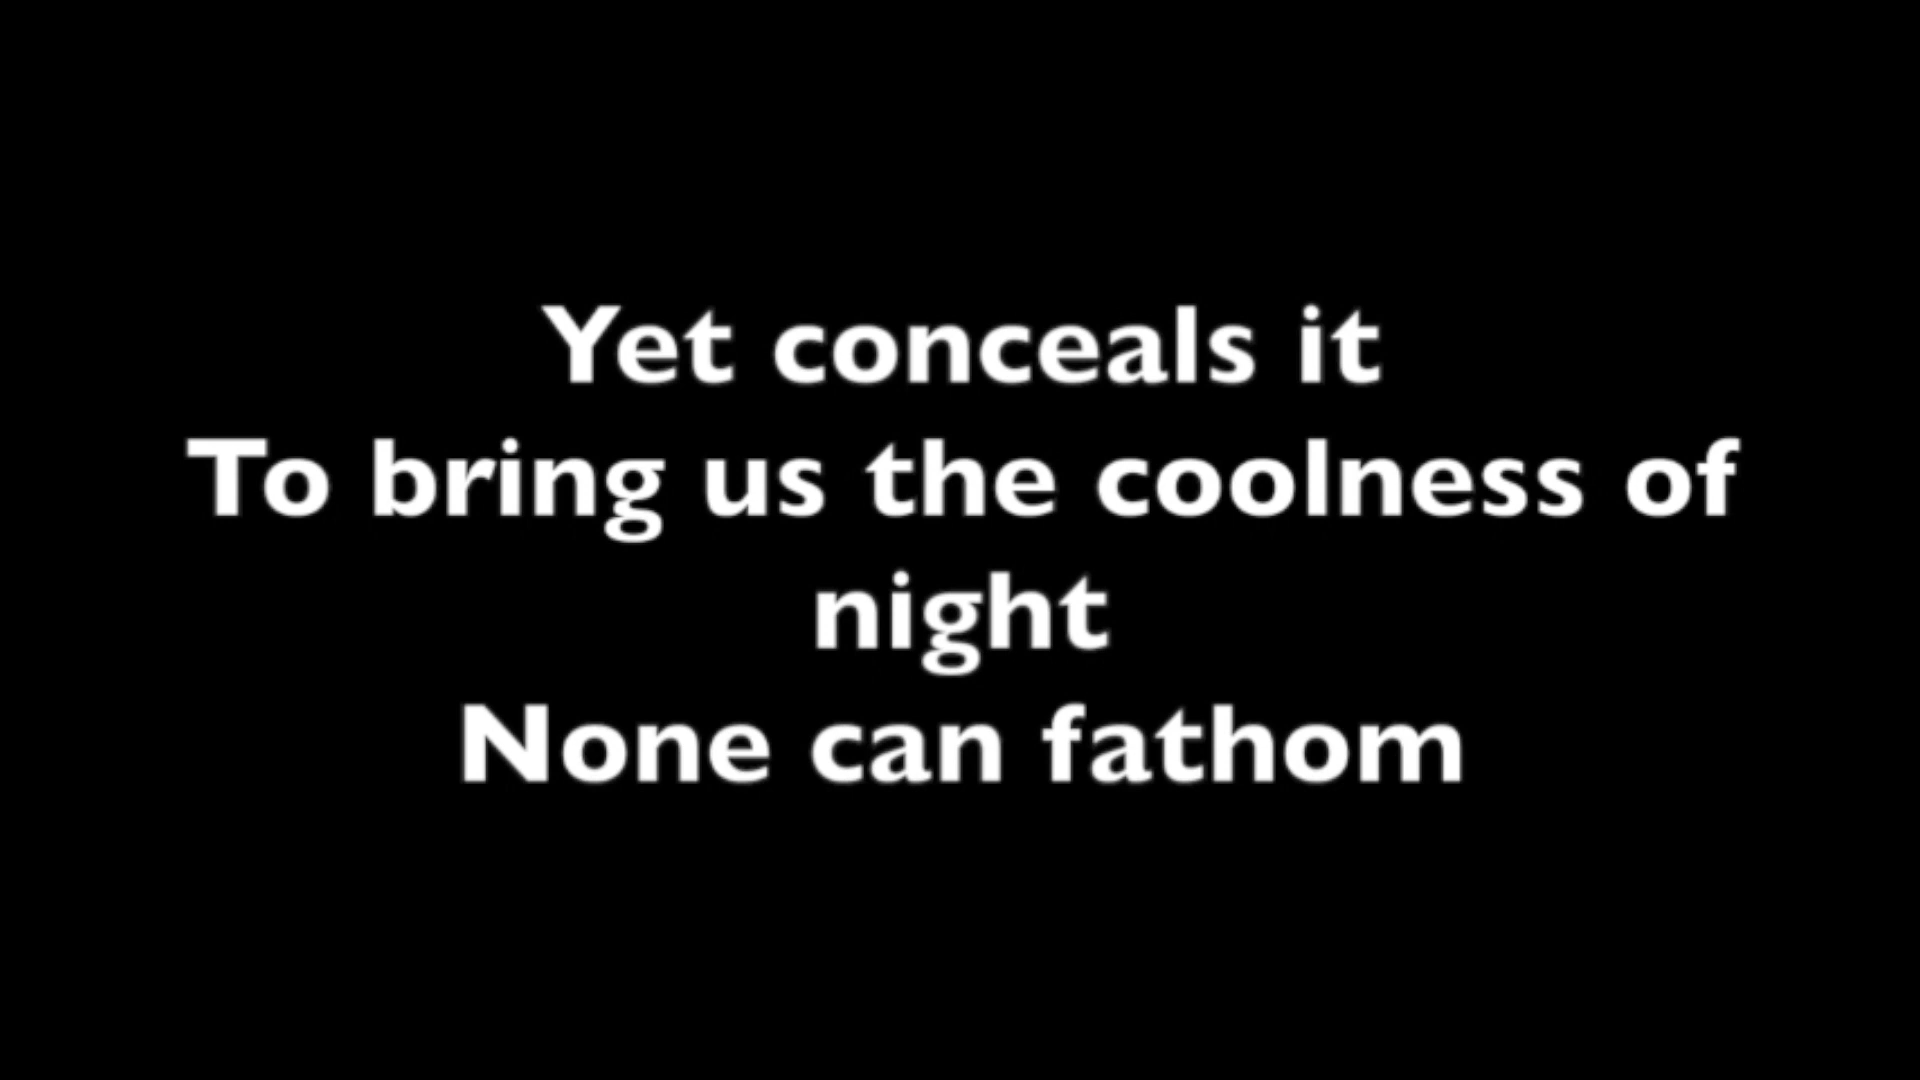 Yet conceals it
To bring us the coolness of
night
None can fathom